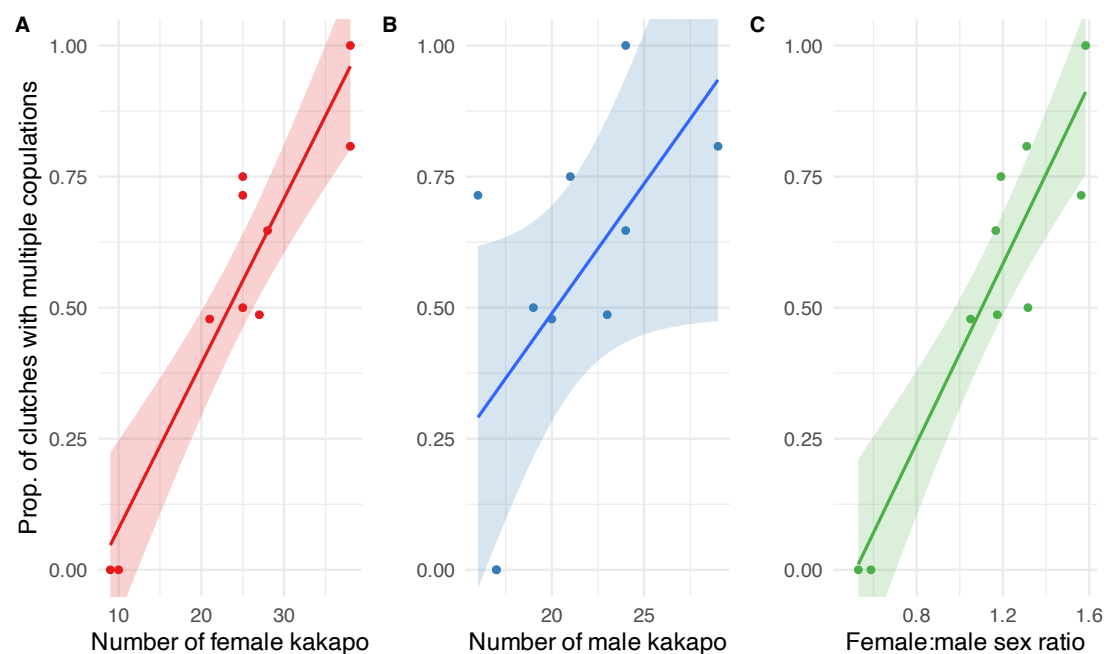 A
B
C
Prop. of clutches with multiple copulations
1.00
0.75
0.50
0.25
0.00
10 20 30
Number of female kakapo
1.00
0.75
0.50
0.25
0.00
20 25
Number of male kakapo
1.00
0.75
0.50
0.25
0.00
0.8 1.2 1.6
Female:male sex ratio